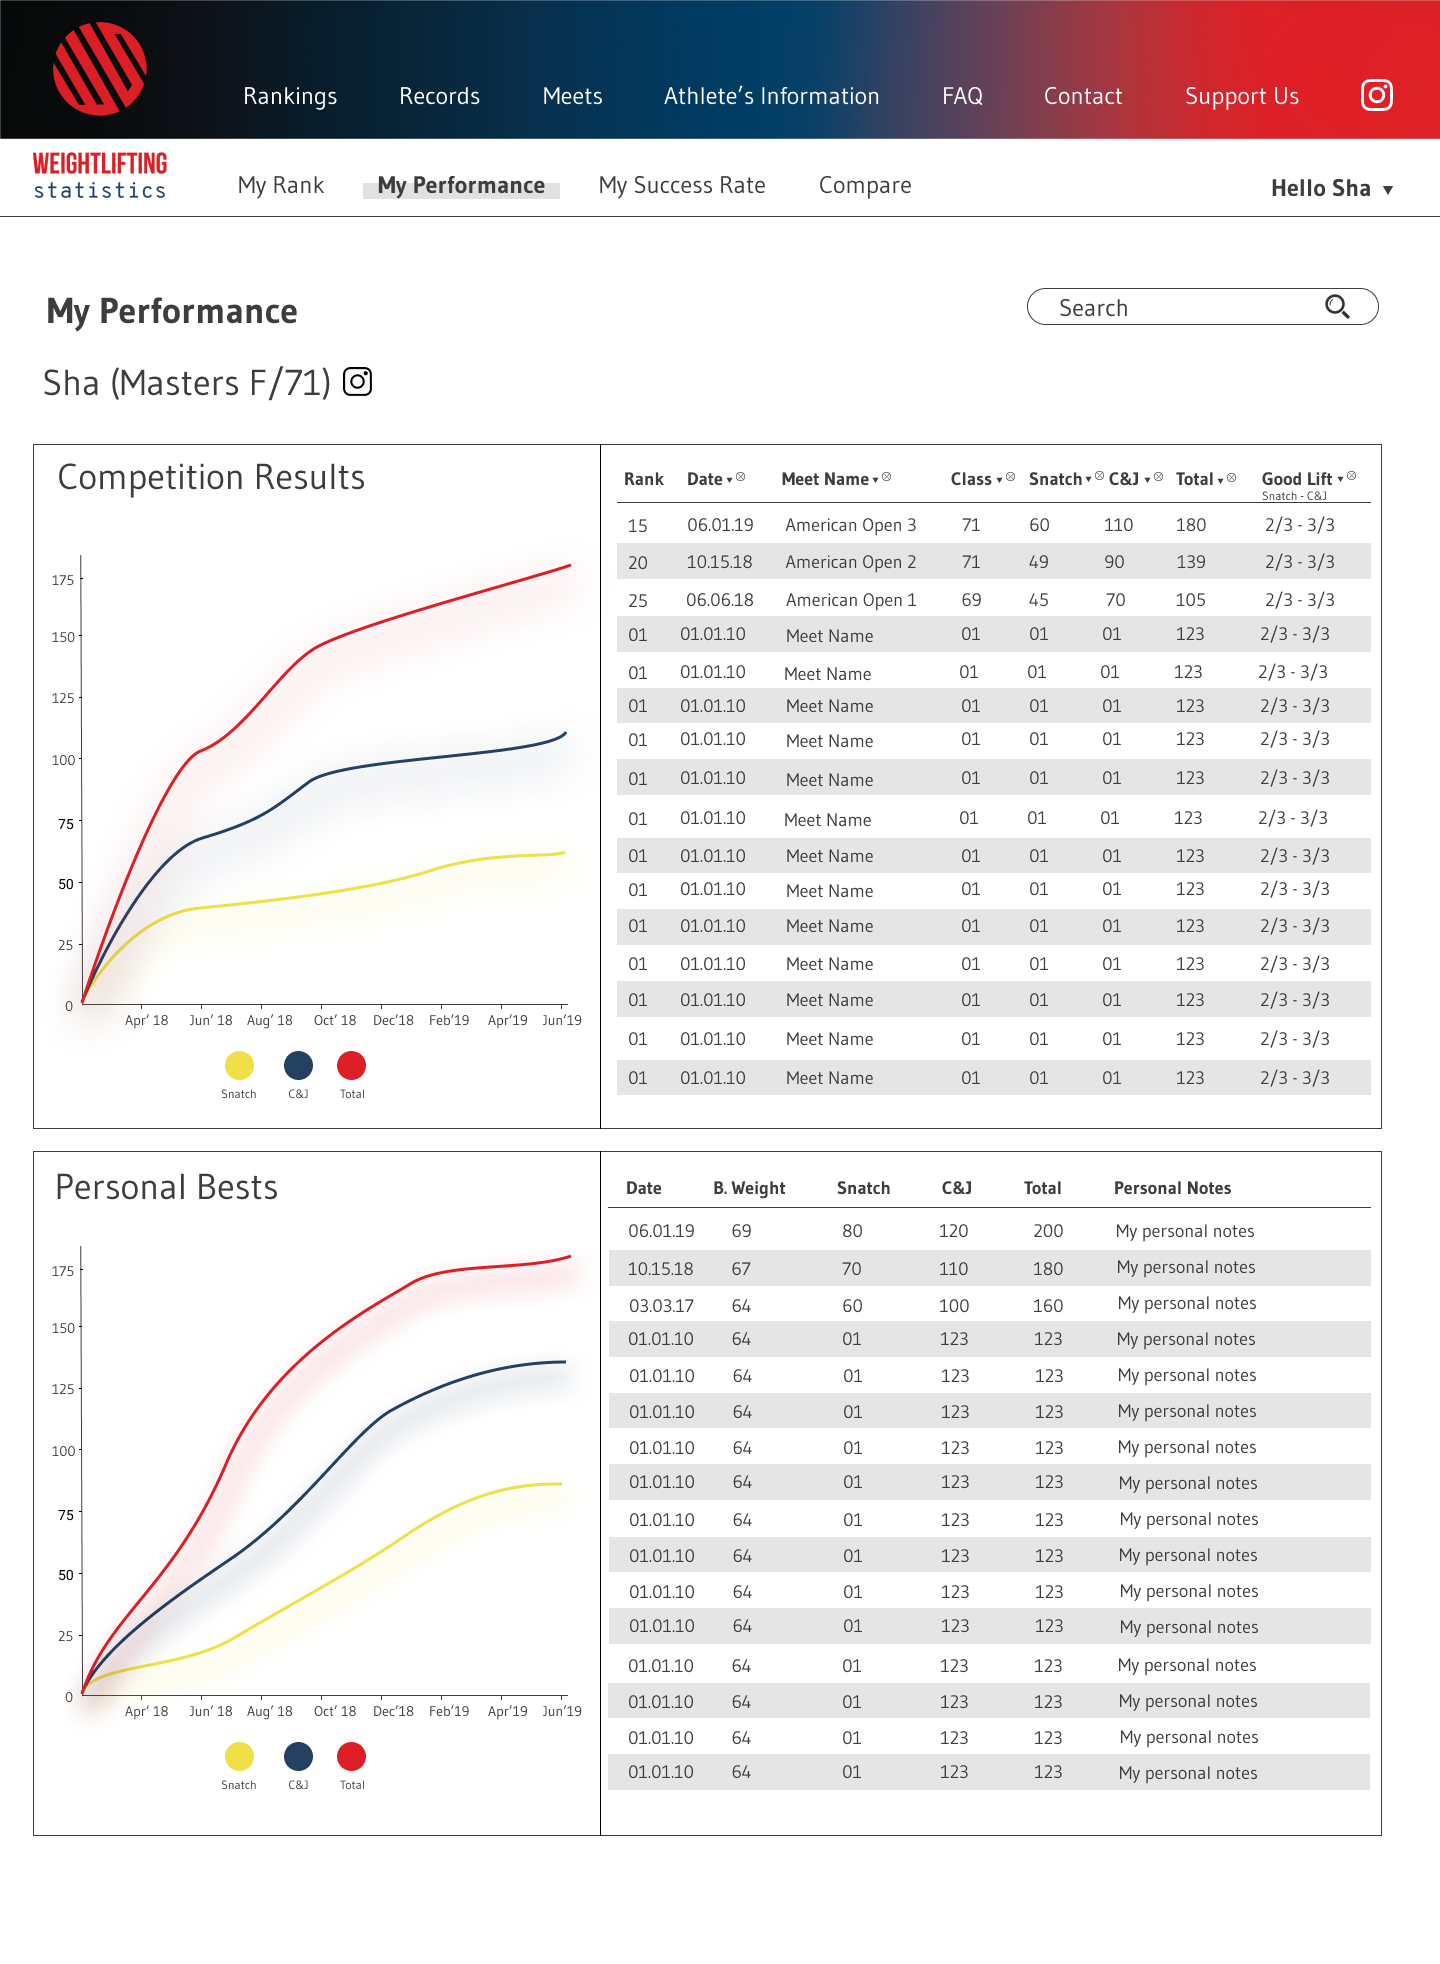 Rankings Records Meets Athlete’s Information FAQ Contact Support Us
WEIGHTLIFTING
statistics
My Rank My Performance My Success Rate Compare Hello Sha
My Performance
Search
Sha (Masters F/71)
Competition Results
175
150
125
100
75
50
25
0
Apr’ 18 Jun’ 18 Aug’ 18 Oct’ 18 Dec’18 Feb’19 Apr’19 Jun’19
Snatch C&J Total
Rank Date Meet Name Class Snatch C&J Total Good Lift
Snatch - C&J
15 06.01.19 American Open 3 71 60 110 180 2/3 - 3/3
20 10.15.18 American Open 2 71 49 90 139 2/3 - 3/3
25 06.06.18 American Open 1 69 45 70 105 2/3 - 3/3
01 01.01.10 Meet Name 01 01 01 123 2/3 - 3/3
01 01.01.10 Meet Name 01 01 01 123 2/3 - 3/3
01 01.01.10 Meet Name 01 01 01 123 2/3 - 3/3
01 01.01.10 Meet Name 01 01 01 123 2/3 - 3/3
01 01.01.10 Meet Name 01 01 01 123 2/3 - 3/3
01 01.01.10 Meet Name 01 01 01 123 2/3 - 3/3
01 01.01.10 Meet Name 01 01 01 123 2/3 - 3/3
01 01.01.10 Meet Name 01 01 01 123 2/3 - 3/3
01 01.01.10 Meet Name 01 01 01 123 2/3 - 3/3
01 01.01.10 Meet Name 01 01 01 123 2/3 - 3/3
01 01.01.10 Meet Name 01 01 01 123 2/3 - 3/3
01 01.01.10 Meet Name 01 01 01 123 2/3 - 3/3
01 01.01.10 Meet Name 01 01 01 123 2/3 - 3/3
Personal Bests
175
150
125
100
75
50
25
0
Apr’ 18 Jun’ 18 Aug’ 18 Oct’ 18 Dec’18 Feb’19 Apr’19 Jun’19
Snatch C&J Total
Date B. Weight Snatch C&J Total Personal Notes
06.01.19 69 80 120 200 My personal notes
10.15.18 67 70 110 180 My personal notes
03.03.17 64 60 100 160 My personal notes
01.01.10 64 01 123 123 My personal notes
01.01.10 64 01 123 123 My personal notes
01.01.10 64 01 123 123 My personal notes
01.01.10 64 01 123 123 My personal notes
01.01.10 64 01 123 123 My personal notes
01.01.10 64 01 123 123 My personal notes
01.01.10 64 01 123 123 My personal notes
01.01.10 64 01 123 123 My personal notes
01.01.10 64 01 123 123 My personal notes
01.01.10 64 01 123 123 My personal notes
01.01.10 64 01 123 123 My personal notes
01.01.10 64 01 123 123 My personal notes
01.01.10 64 01 123 123 My personal notes